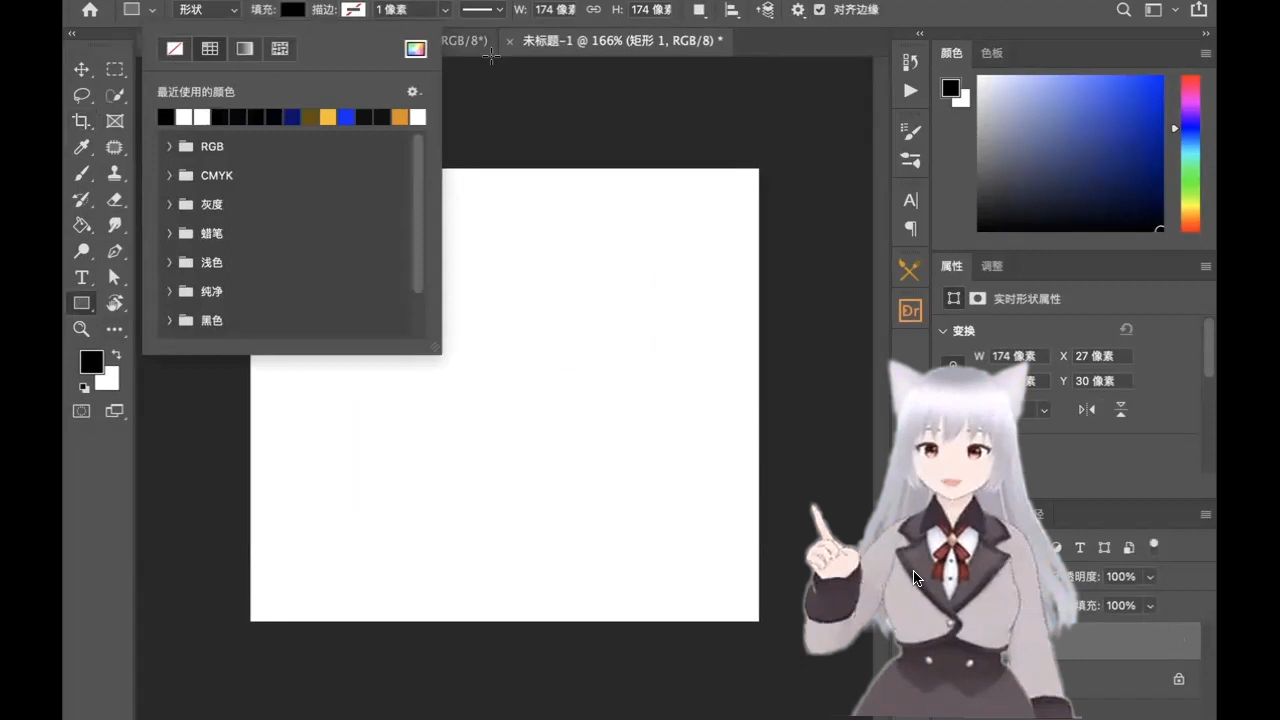 形状 填充: 描边: 1 像素 W: 174 像素 H: 174 像素 对齐边缘
RGB/8*) × 未标题-1 @ 166% (矩形 1, RGB/8) *
最近使用的颜色
RGB
CMYK
灰度
蜡笔
浅色
纯净
黑色
T
A|
Dr
颜色 色板
属性 调整
实时形状属性
变换
W 174 像素 X 27 像素
像素 Y 30 像素
T
透明度: 100%
填充: 100%